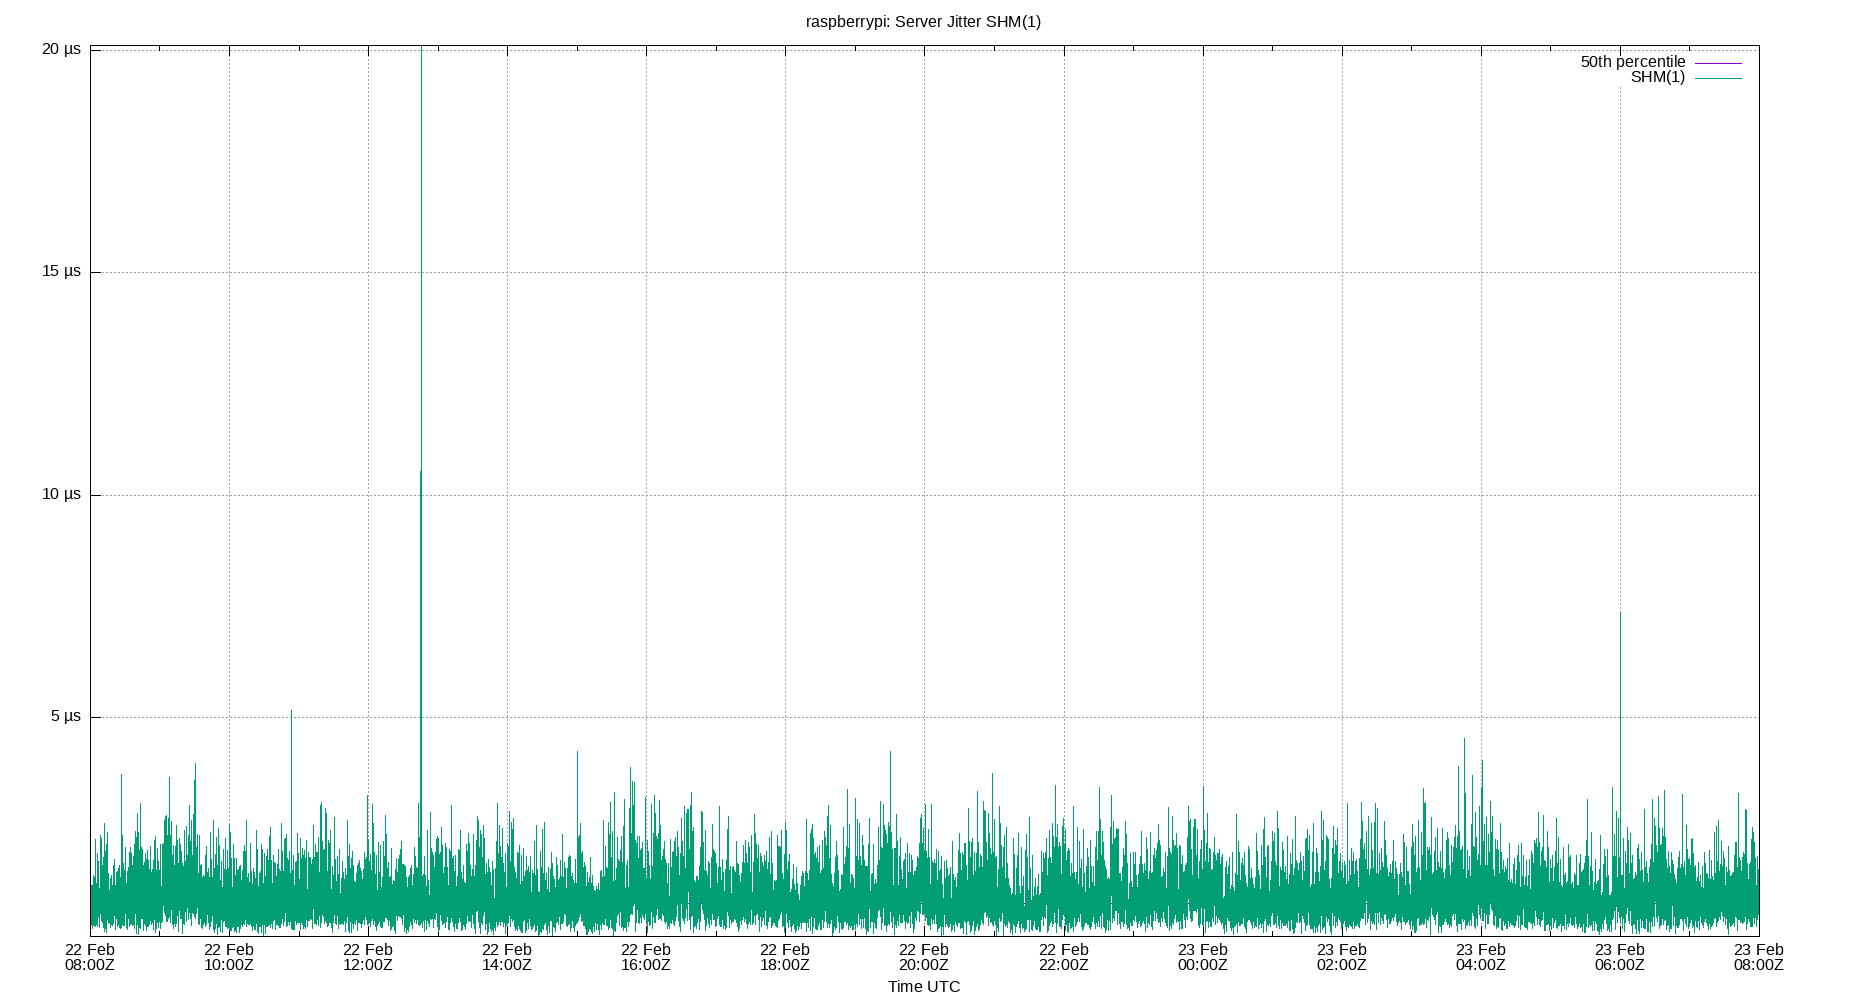 raspberrypi: Server Jitter SHM(1)
20 µs
50th percentile
SHM(1)
15 µs
10 µs
5 µs
22 Feb 22 Feb 22 Feb 22 Feb 22 Feb 22 Feb 22 Feb 22 Feb 23 Feb 23 Feb 23 Feb 23 Feb 23 Feb
08:00Z 10:00Z 12:00Z 14:00Z 16:00Z 18:00Z 20:00Z 22:00Z 00:00Z 02:00Z 04:00Z 06:00Z 08:00Z
Time UTC